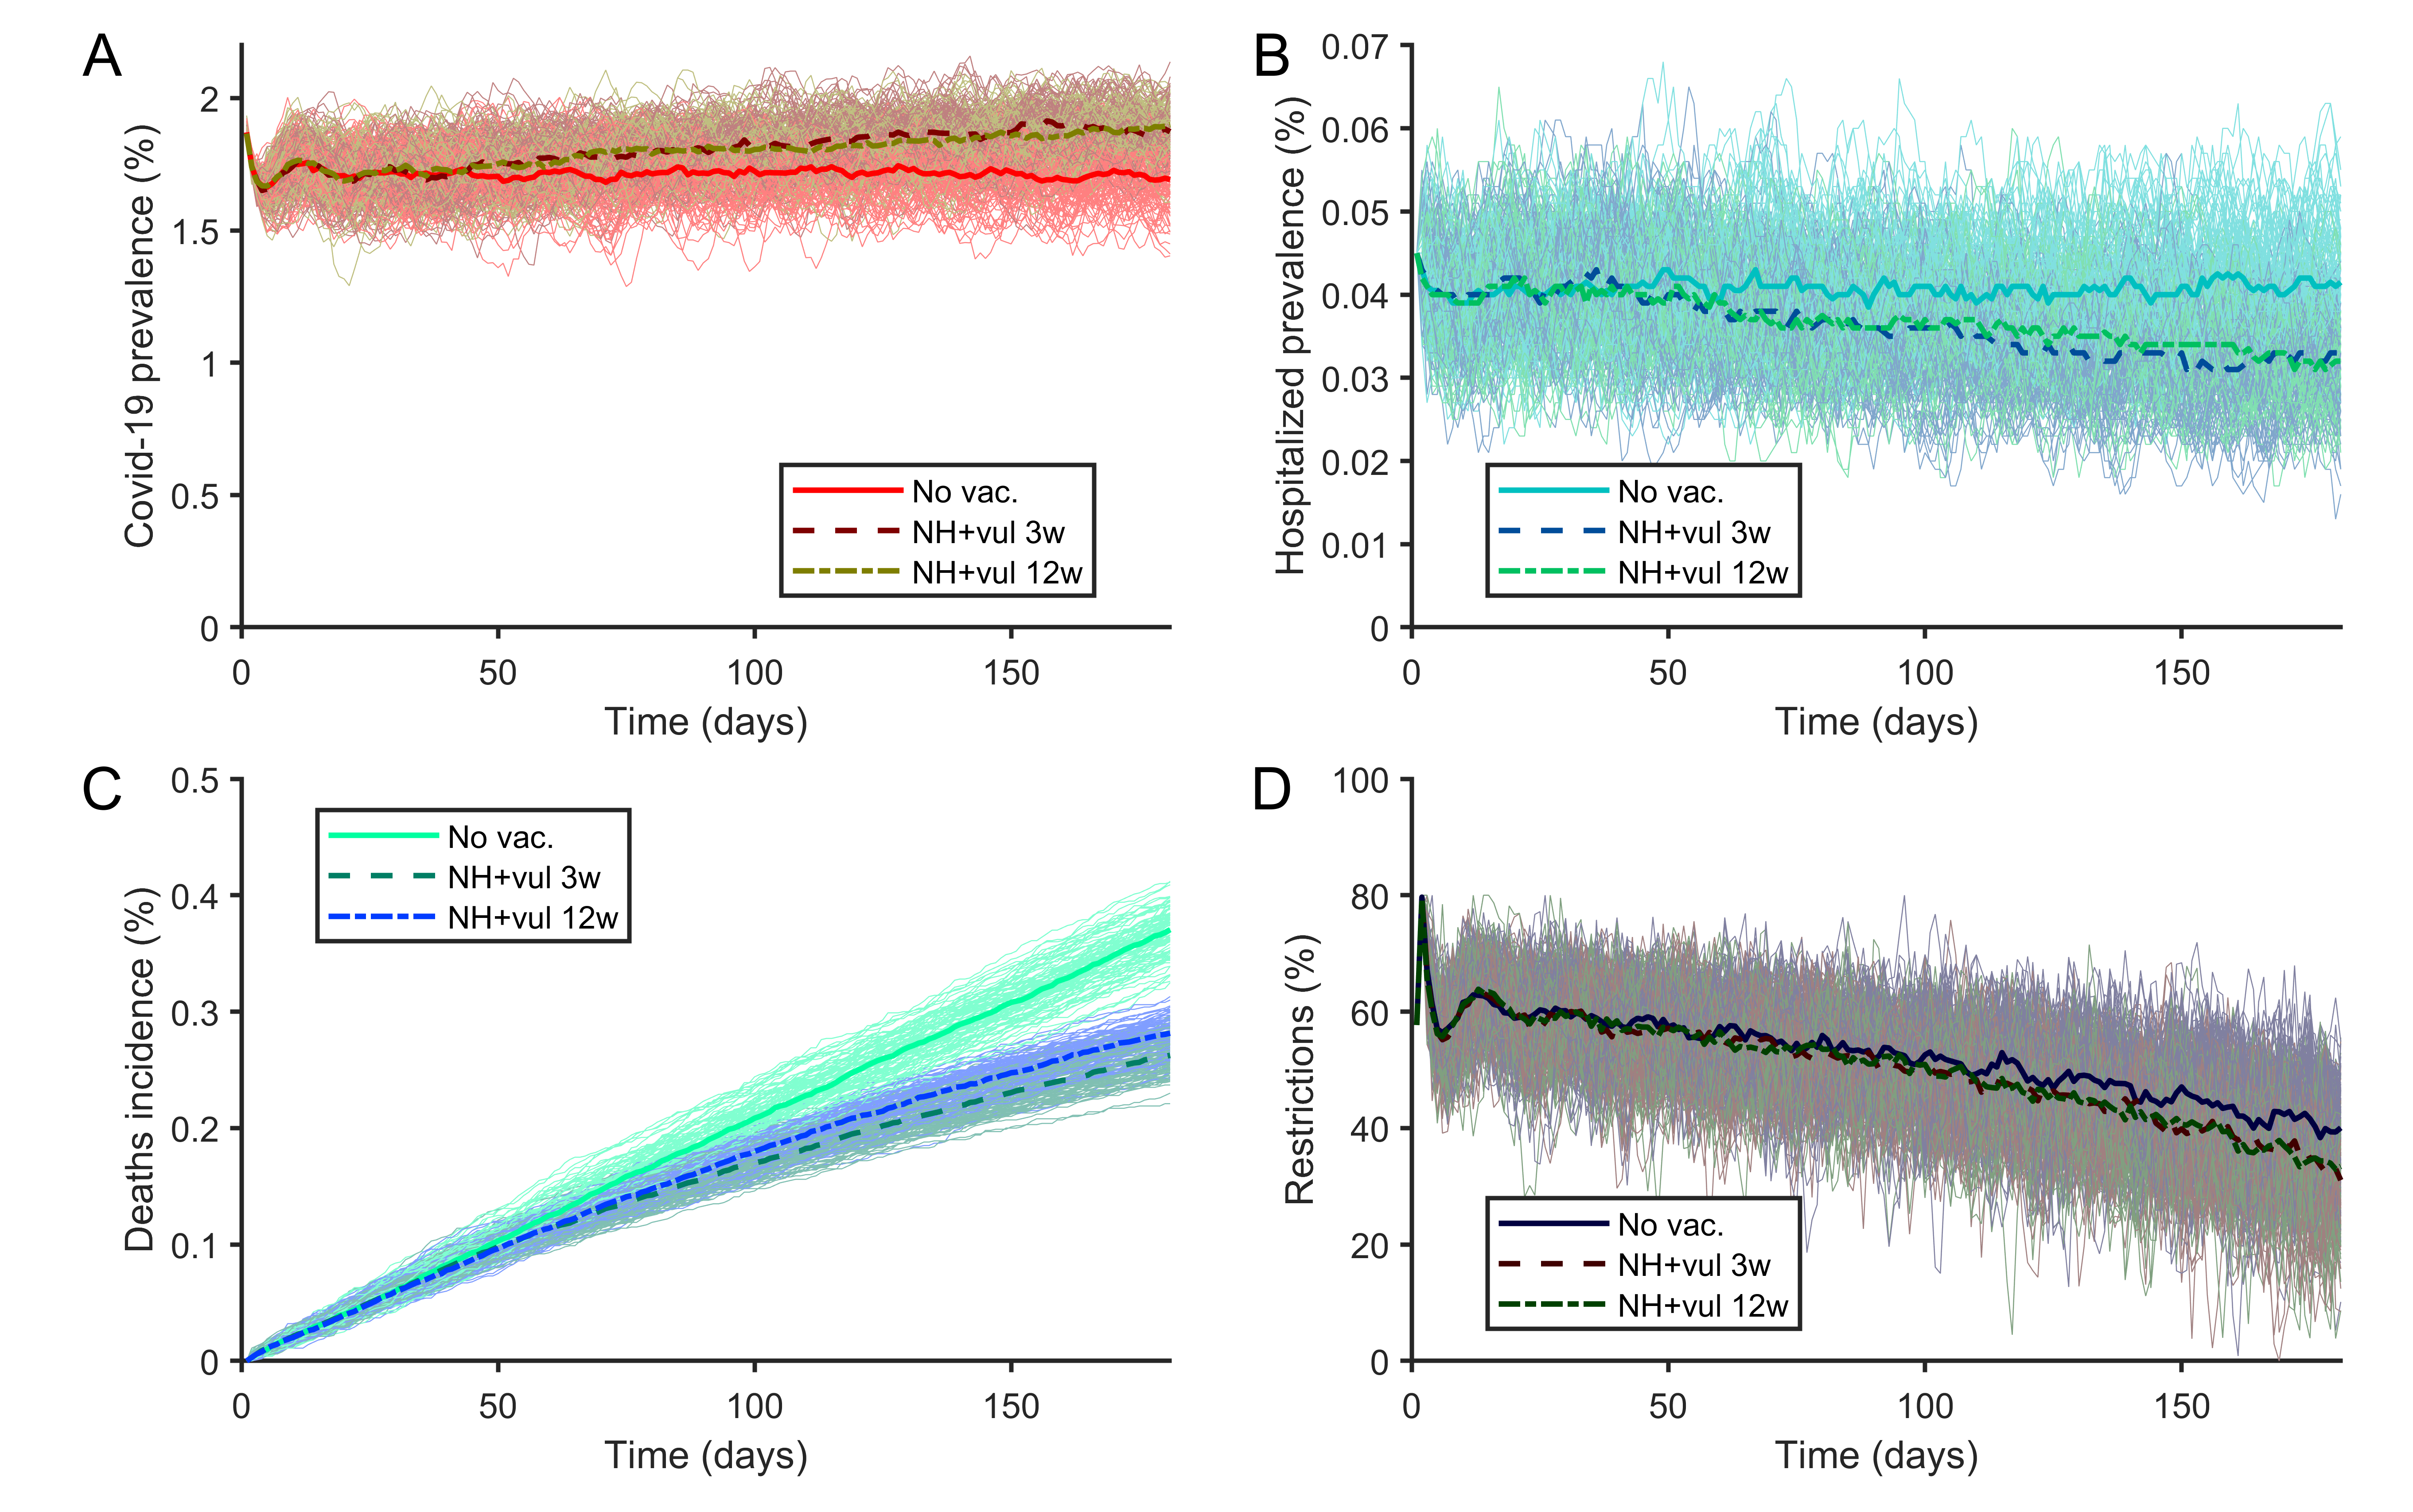 A
Covid-19 prevalence (%)
2
1.5
1
0.5
0
0 50 100 150
Time (days)
No vac.
NH+vul 3w
NH+vul 12w
B
Hospitalized prevalence (%)
0.07
0.06
0.05
0.04
0.03
0.02
0.01
0
0 50 100 150
Time (days)
No vac.
NH+vul 3w
NH+vul 12w
C
Deaths incidence (%)
0.5
0.4
0.3
0.2
0.1
0
0 50 100 150
Time (days)
No vac.
NH+vul 3w
NH+vul 12w
D
Restrictions (%)
100
80
60
40
20
0
0 50 100 150
Time (days)
No vac.
NH+vul 3w
NH+vul 12w